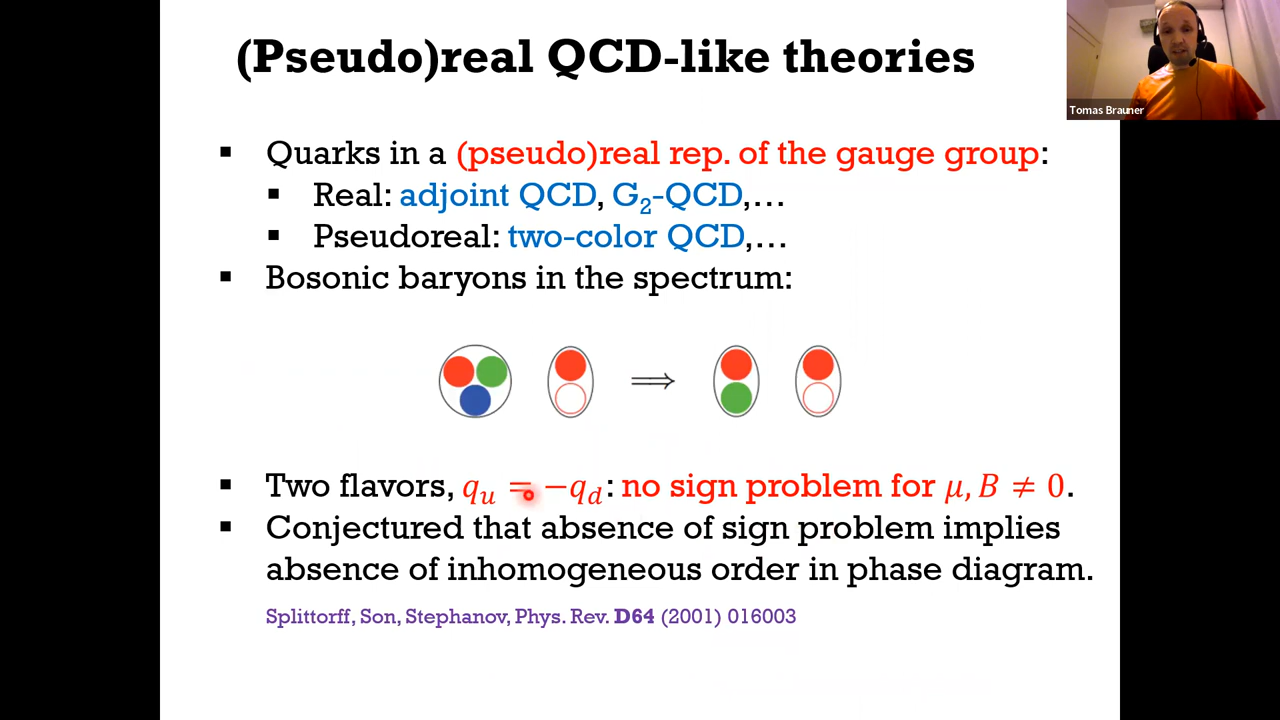 (Pseudo)real QCD-like theories
Tomas Brauner
▪ Quarks in a (pseudo)real rep. of the gauge group:
▪ Real: adjoint QCD, G₂-QCD,…
▪ Pseudoreal: two-color QCD,…
▪ Bosonic baryons in the spectrum:
⟹
▪ Two flavors, qᵤ = −q_d: no sign problem for μ, B ≠ 0.
▪ Conjectured that absence of sign problem implies
absence of inhomogeneous order in phase diagram.
Splittorff, Son, Stephanov, Phys. Rev. D64 (2001) 016003